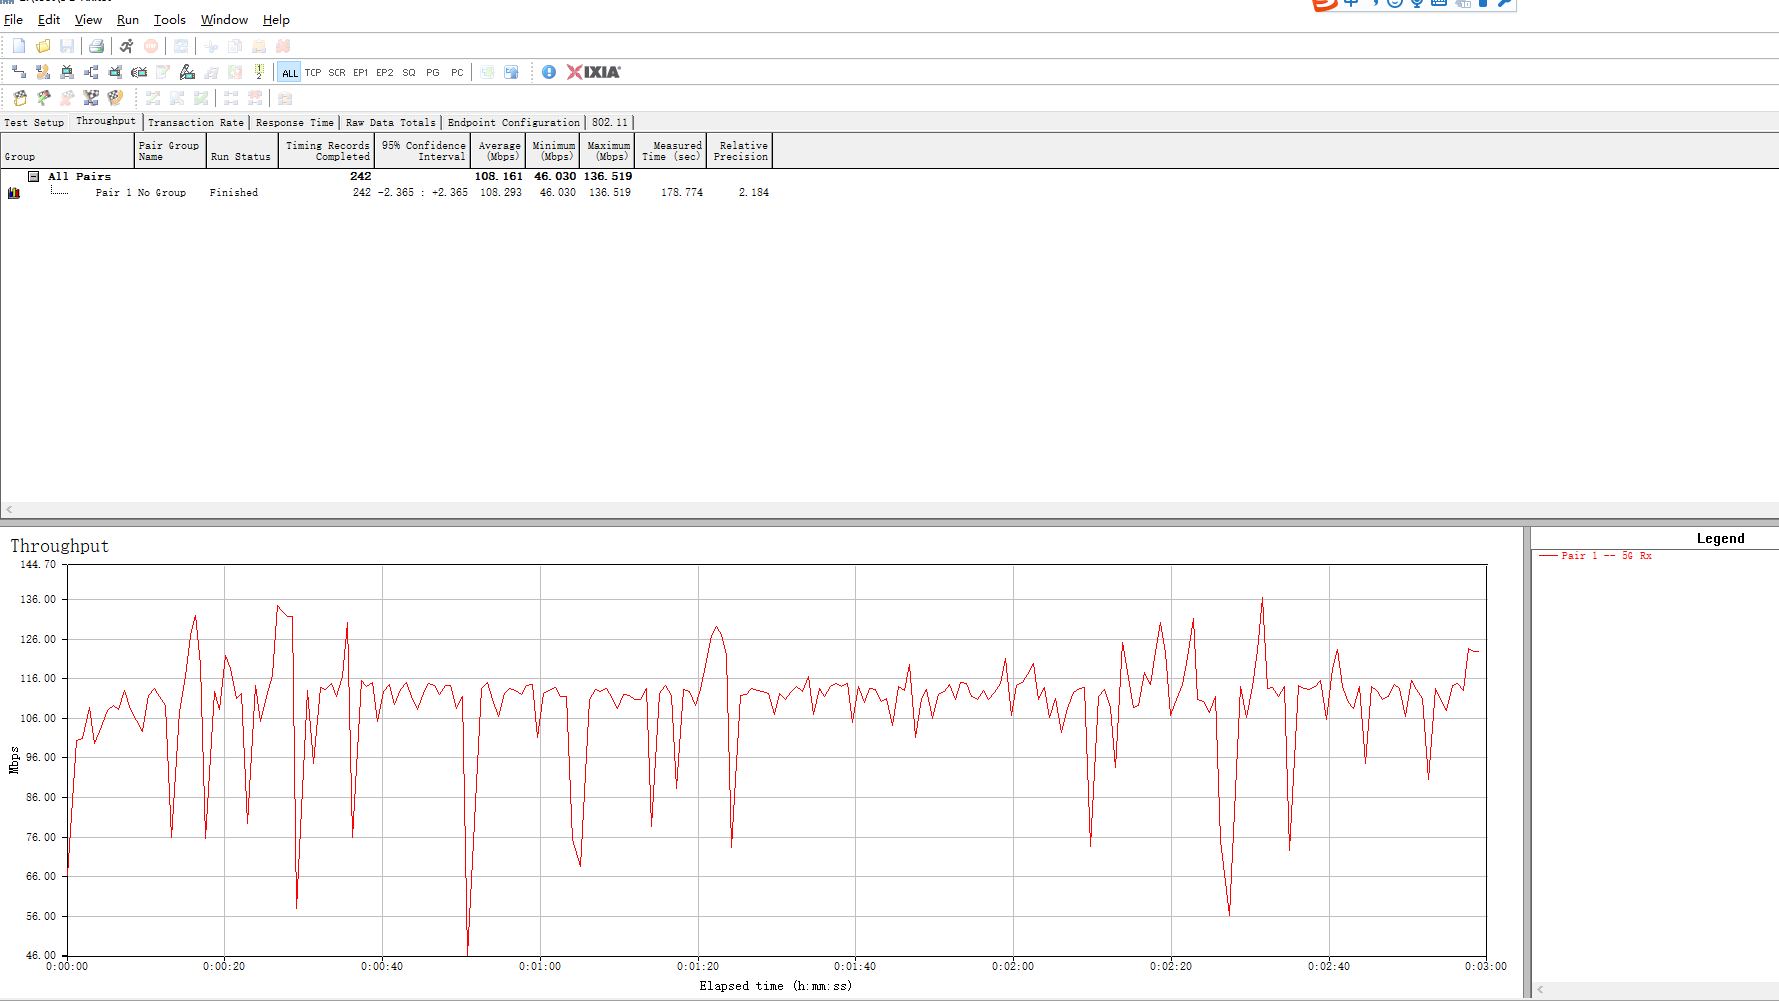 File Edit View Run Tools Window Help
ALL TCP SCR EP1 EP2 SQ PG PC IXIA
Test Setup Throughput Transaction Rate Response Time Raw Data Totals Endpoint Configuration 802.11
Group Pair Group Name Run Status Timing Records Completed 95% Confidence Interval Average (Mbps) Minimum (Mbps) Maximum (Mbps) Measured Time (sec) Relative Precision
All Pairs 242 108.161 46.030 136.519
Pair 1 No Group Finished 242 -2.365 : +2.365 108.293 46.030 136.519 178.774 2.184
Throughput
144.70
136.00
126.00
116.00
106.00
96.00
86.00
76.00
66.00
56.00
46.00
Mbps
0:00:00 0:00:20 0:00:40 0:01:00 0:01:20 0:01:40 0:02:00 0:02:20 0:02:40 0:03:00
Elapsed time (h:mm:ss)
Legend
Pair 1 -- 5G Rx